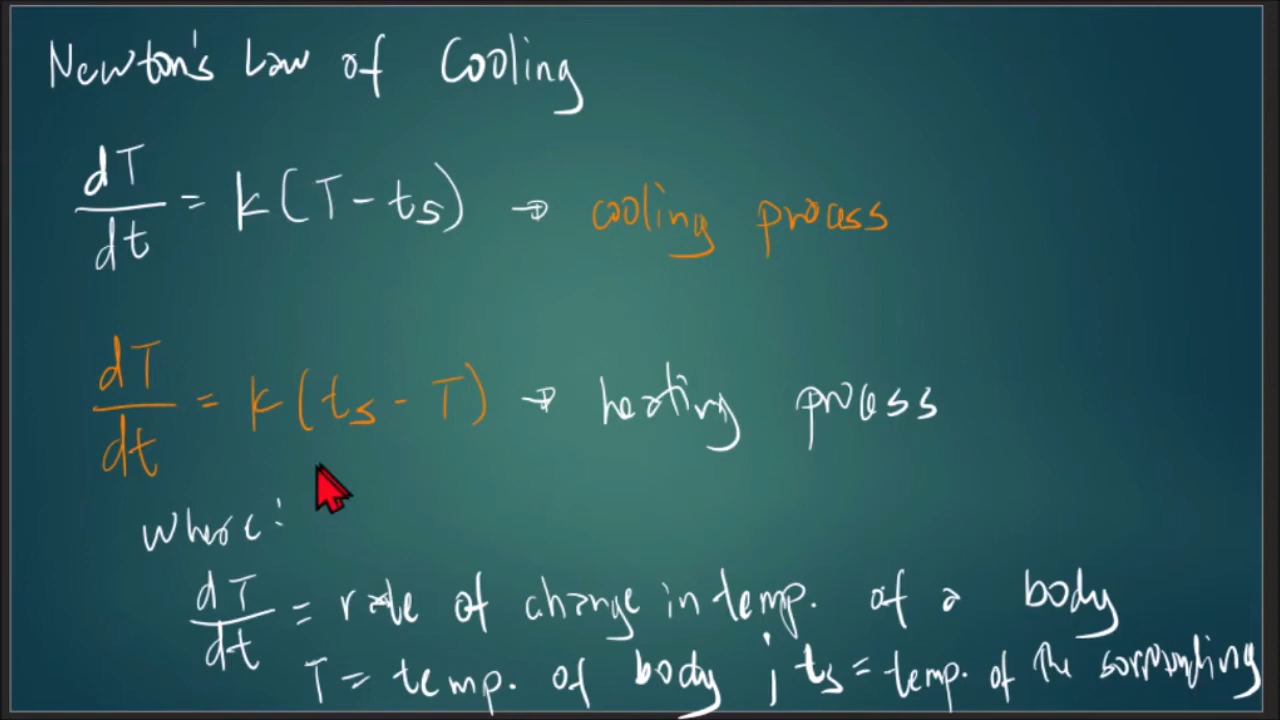 Newton's Law of Cooling
dT/dt = k(T - ts) → cooling process
dT/dt = k(ts - T) → heating process
where:
dT/dt = rate of change in temp. of a body
T = temp. of body ; ts = temp. of the surrounding